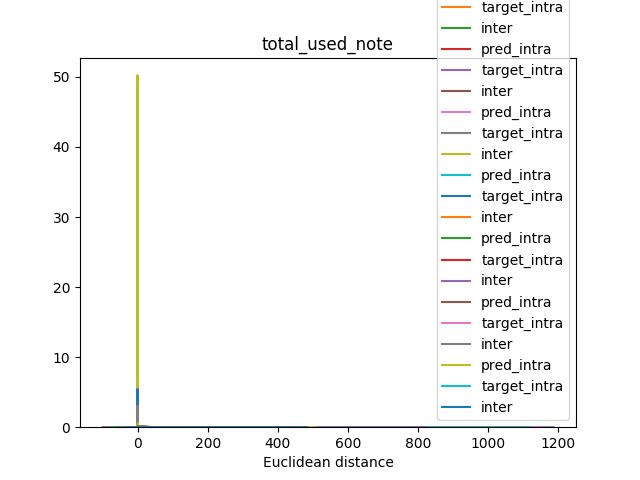 target_intra
inter
pred_intra
target_intra
inter
pred_intra
target_intra
inter
pred_intra
target_intra
inter
pred_intra
target_intra
inter
pred_intra
target_intra
inter
pred_intra
target_intra
inter
total_used_note
50
40
30
20
10
0
0 200 400 600 800 1000 1200
Euclidean distance